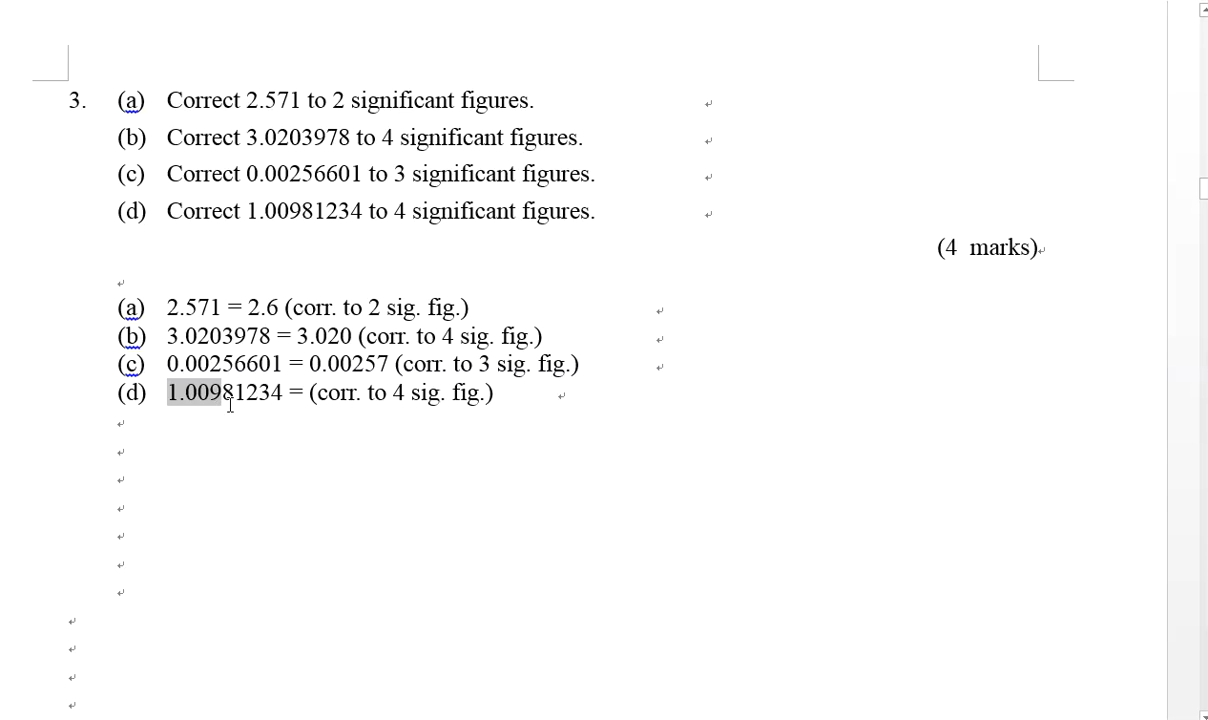 3. (a) Correct 2.571 to 2 significant figures.
(b) Correct 3.0203978 to 4 significant figures.
(c) Correct 0.00256601 to 3 significant figures.
(d) Correct 1.00981234 to 4 significant figures.
(4 marks)
(a) 2.571 = 2.6 (corr. to 2 sig. fig.)
(b) 3.0203978 = 3.020 (corr. to 4 sig. fig.)
(c) 0.00256601 = 0.00257 (corr. to 3 sig. fig.)
(d) 1.00981234 = (corr. to 4 sig. fig.)